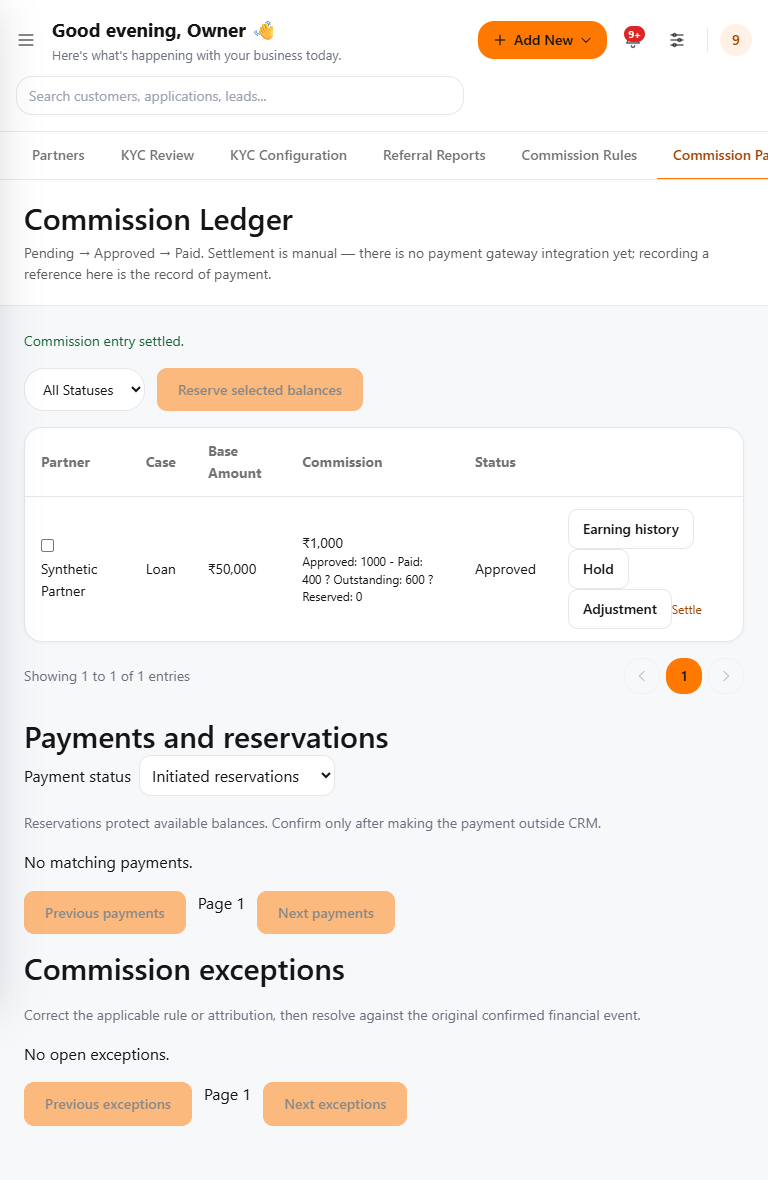 Good evening, Owner 👋
Here's what's happening with your business today.
+ Add New
9+
9
Search customers, applications, leads...
Partners
KYC Review
KYC Configuration
Referral Reports
Commission Rules
Commission Pa
Commission Ledger
Pending → Approved → Paid. Settlement is manual — there is no payment gateway integration yet; recording a
reference here is the record of payment.
Commission entry settled.
All Statuses
Reserve selected balances
Partner
Case
Base
Amount
Commission
Status
Synthetic
Partner
Loan
₹50,000
₹1,000
Approved: 1000 - Paid:
400 ? Outstanding: 600 ?
Reserved: 0
Approved
Earning history
Hold
Adjustment
Settle
Showing 1 to 1 of 1 entries
1
Payments and reservations
Payment status
Initiated reservations
Reservations protect available balances. Confirm only after making the payment outside CRM.
No matching payments.
Previous payments
Page 1
Next payments
Commission exceptions
Correct the applicable rule or attribution, then resolve against the original confirmed financial event.
No open exceptions.
Previous exceptions
Page 1
Next exceptions